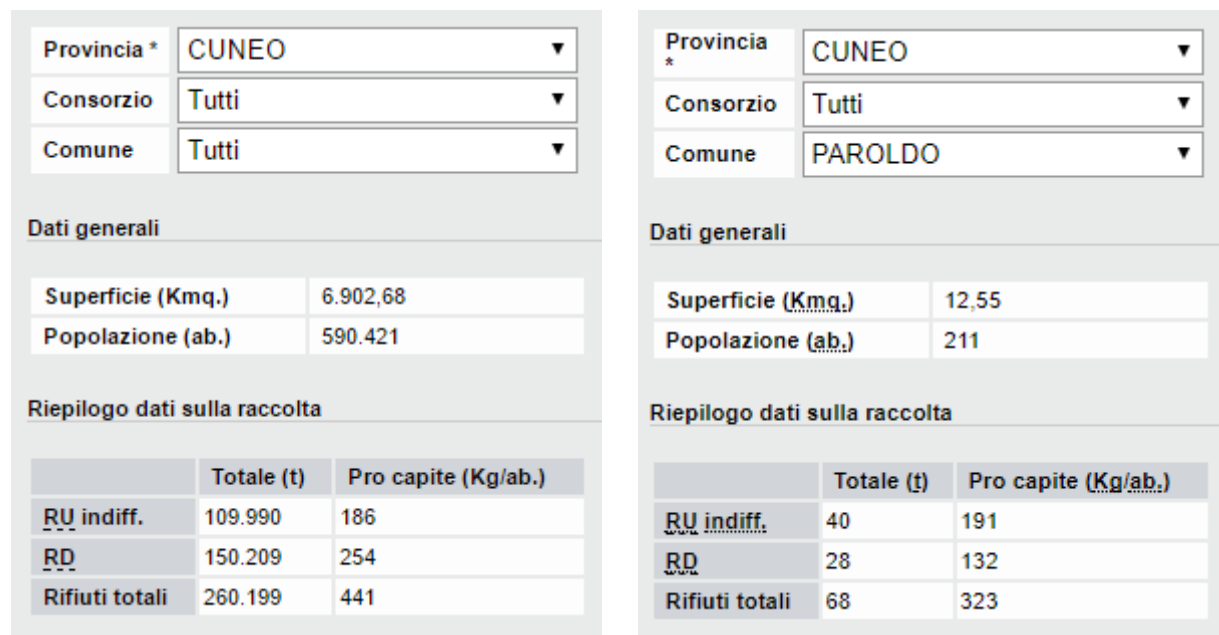 Provincia * CUNEO
Consorzio Tutti
Comune Tutti
Dati generali
Superficie (Kmq.) 6.902,68
Popolazione (ab.) 590.421
Riepilogo dati sulla raccolta
Totale (t) Pro capite (Kg/ab.)
RU indiff. 109.990 186
RD 150.209 254
Rifiuti totali 260.199 441
Provincia
* CUNEO
Consorzio Tutti
Comune PAROLDO
Dati generali
Superficie (Kmq.) 12,55
Popolazione (ab.) 211
Riepilogo dati sulla raccolta
Totale (t) Pro capite (Kg/ab.)
RU indiff. 40 191
RD 28 132
Rifiuti totali 68 323